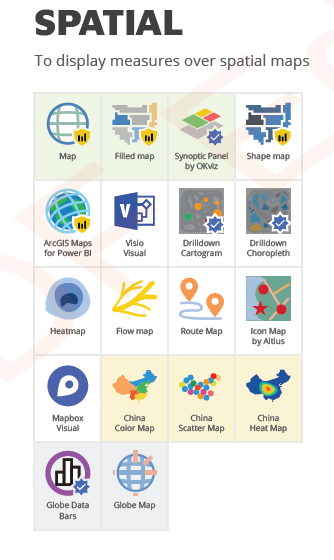 SPATIAL
To display measures over spatial maps
Map
Filled map
Synoptic Panel
by OKviz
Shape map
ArcGIS Maps
for Power BI
Visio
Visual
Drilldown
Cartogram
Drilldown
Choropleth
Heatmap
Flow map
Route Map
Icon Map
by Altius
Mapbox
Visual
China
Color Map
China
Scatter Map
China
Heat Map
Globe Data
Bars
Globe Map